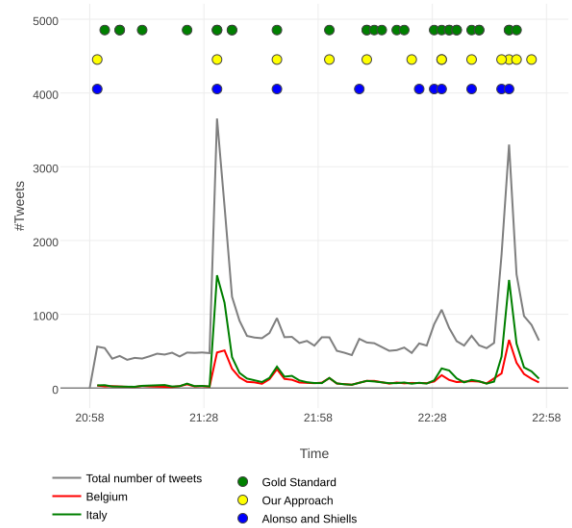 5000
4000
3000
2000
1000
0
#Tweets
20:58 21:28 21:58 22:28 22:58
Time
Total number of tweets
Belgium
Italy
Gold Standard
Our Approach
Alonso and Shiells